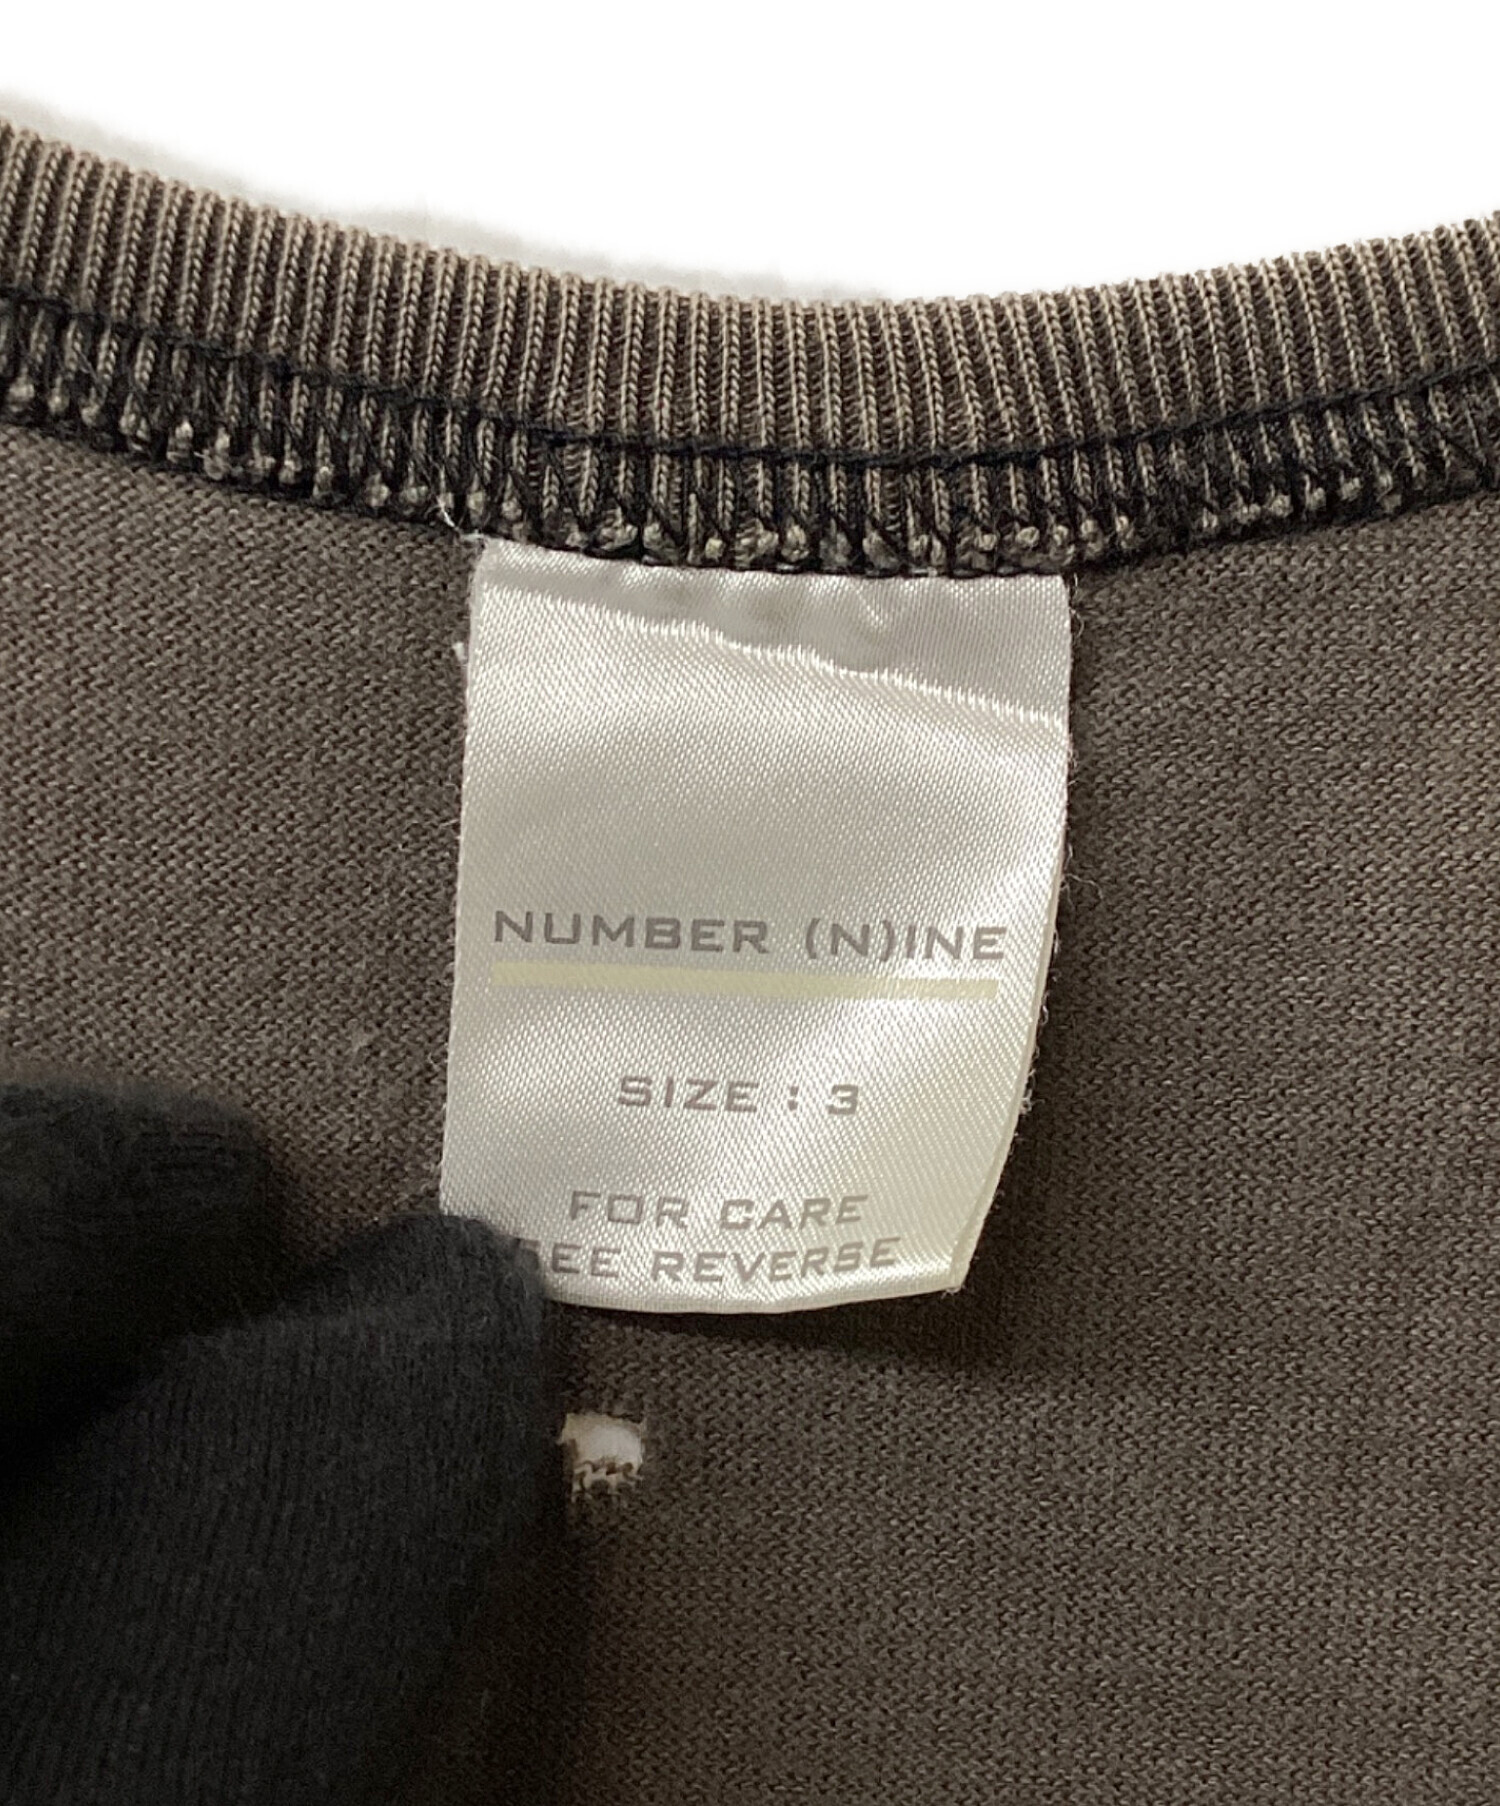 NUMBER (N)INE
SIZE : 3
FOR CARE
SEE REVERSE